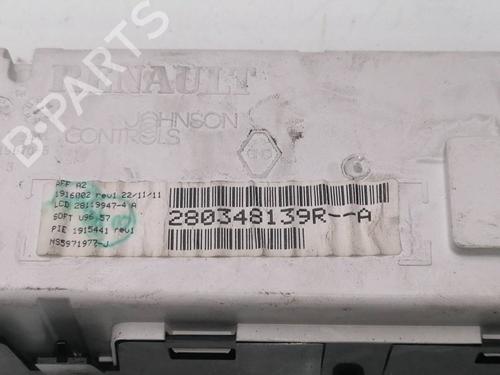 RENAULT
JOHNSON
CONTROLS
B-PARTS
AFF A2
1916002 rev1 22/11/11
LCD 28119947-4 A
SOFT V95.57
PIE 1915441 rev1
NS5971977-J
280348139R--A